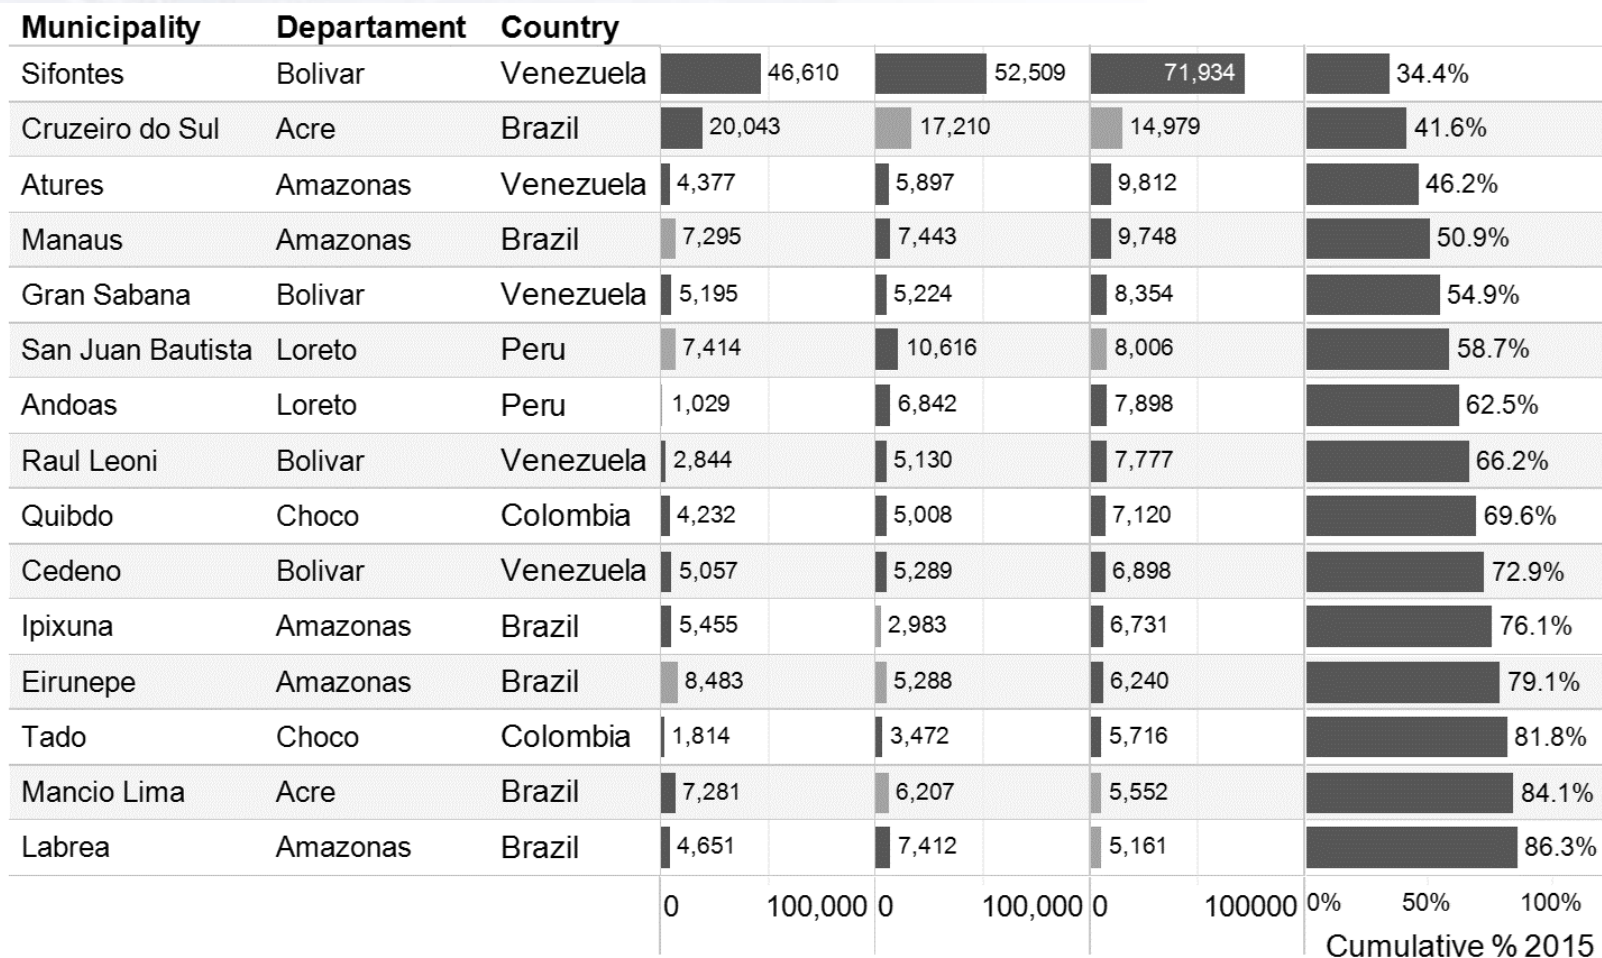 Municipality Departament Country
Sifontes Bolivar Venezuela 46,610 52,509 71,934 34.4%
Cruzeiro do Sul Acre Brazil 20,043 17,210 14,979 41.6%
Atures Amazonas Venezuela 4,377 5,897 9,812 46.2%
Manaus Amazonas Brazil 7,295 7,443 9,748 50.9%
Gran Sabana Bolivar Venezuela 5,195 5,224 8,354 54.9%
San Juan Bautista Loreto Peru 7,414 10,616 8,006 58.7%
Andoas Loreto Peru 1,029 6,842 7,898 62.5%
Raul Leoni Bolivar Venezuela 2,844 5,130 7,777 66.2%
Quibdo Choco Colombia 4,232 5,008 7,120 69.6%
Cedeno Bolivar Venezuela 5,057 5,289 6,898 72.9%
Ipixuna Amazonas Brazil 5,455 2,983 6,731 76.1%
Eirunepe Amazonas Brazil 8,483 5,288 6,240 79.1%
Tado Choco Colombia 1,814 3,472 5,716 81.8%
Mancio Lima Acre Brazil 7,281 6,207 5,552 84.1%
Labrea Amazonas Brazil 4,651 7,412 5,161 86.3%
0 100,000 0 100,000 0 100000 0% 50% 100%
Cumulative % 2015